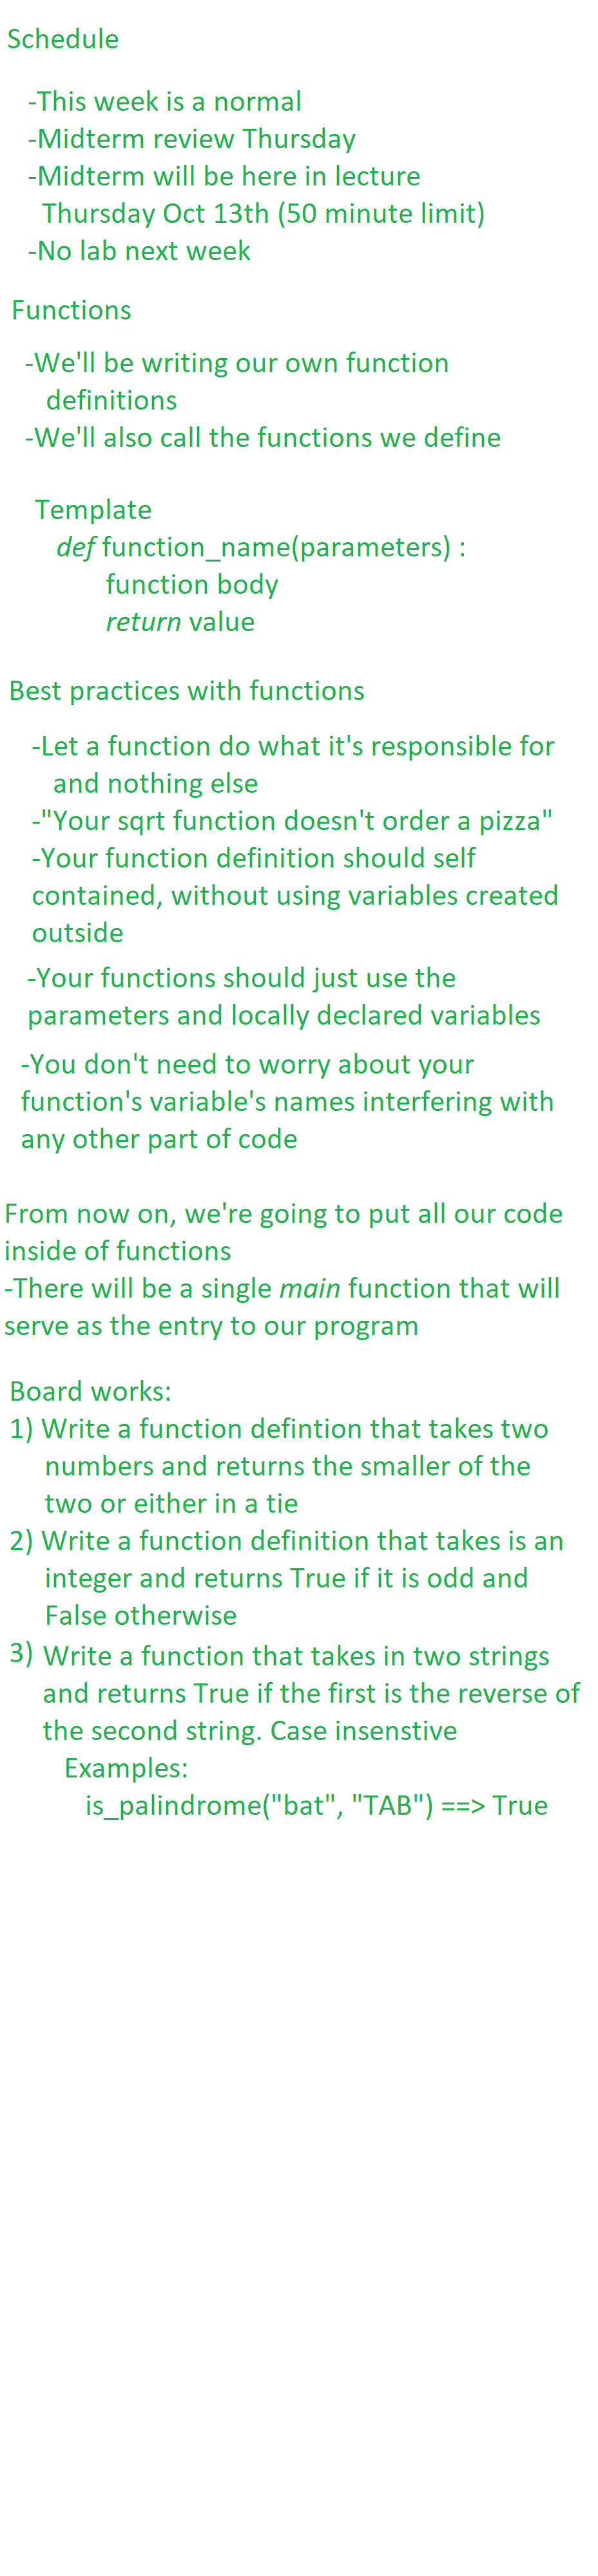 Schedule
-This week is a normal
-Midterm review Thursday
-Midterm will be here in lecture
Thursday Oct 13th (50 minute limit)
-No lab next week
Functions
-We'll be writing our own function
definitions
-We'll also call the functions we define
Template
def function_name(parameters) :
function body
return value
Best practices with functions
-Let a function do what it's responsible for
and nothing else
-"Your sqrt function doesn't order a pizza"
-Your function definition should self
contained, without using variables created
outside
-Your functions should just use the
parameters and locally declared variables
-You don't need to worry about your
function's variable's names interfering with
any other part of code
From now on, we're going to put all our code
inside of functions
-There will be a single main function that will
serve as the entry to our program
Board works:
1) Write a function defintion that takes two
numbers and returns the smaller of the
two or either in a tie
2) Write a function definition that takes is an
integer and returns True if it is odd and
False otherwise
3) Write a function that takes in two strings
and returns True if the first is the reverse of
the second string. Case insenstive
Examples:
is_palindrome("bat", "TAB") ==> True